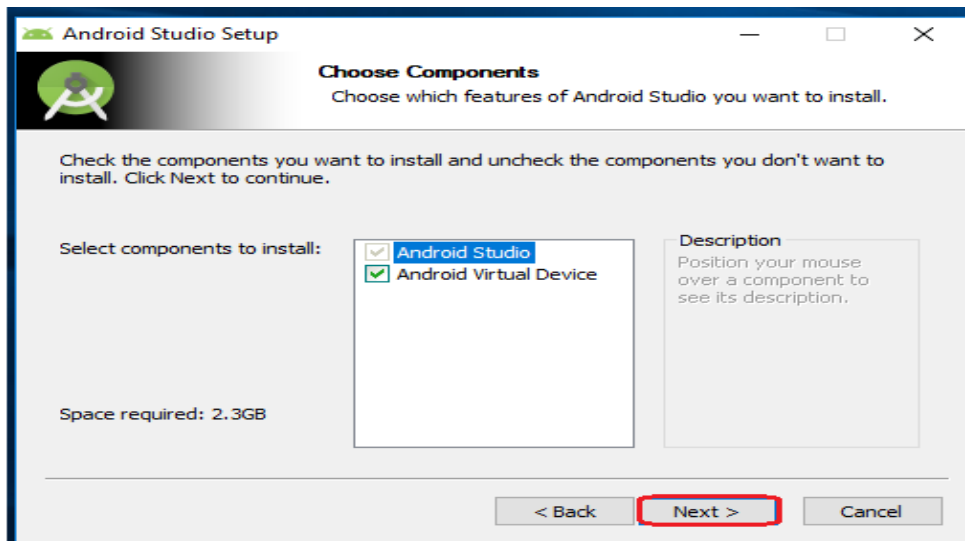 Android Studio Setup
Choose Components
Choose which features of Android Studio you want to install.
Check the components you want to install and uncheck the components you don't want to
install. Click Next to continue.
Select components to install:
Android Studio
Android Virtual Device
Description
Position your mouse
over a component to
see its description.
Space required: 2.3GB
< Back
Next >
Cancel